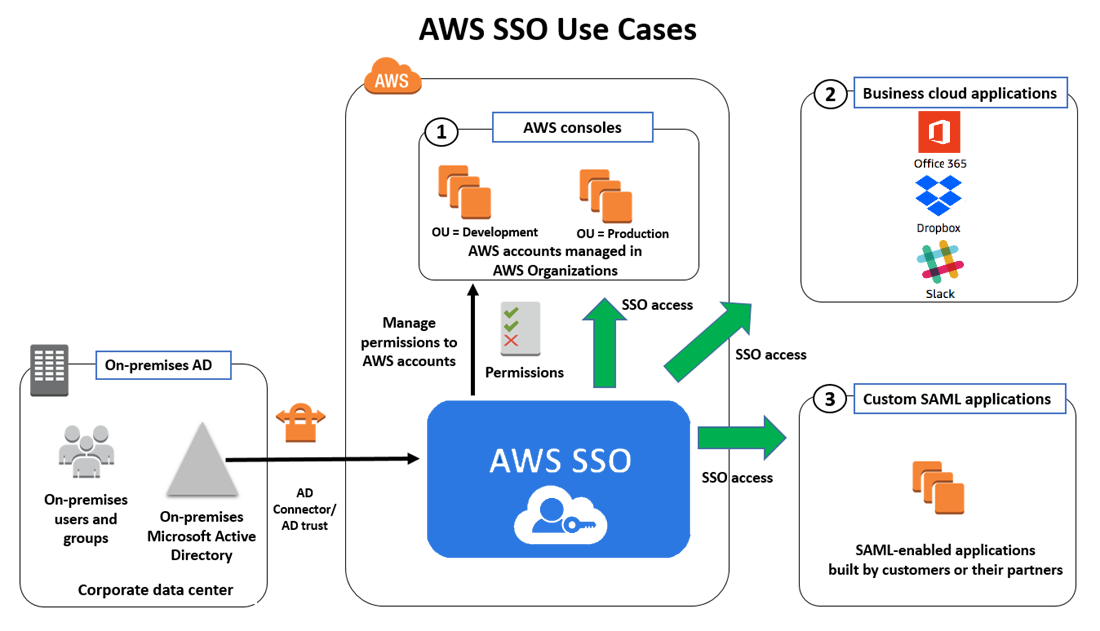 AWS SSO Use Cases
AWS
1
AWS consoles
OU = Development
OU = Production
AWS accounts managed in
AWS Organizations
2
Business cloud applications
Office 365
Dropbox
Slack
Manage
permissions to
AWS accounts
Permissions
SSO access
SSO access
On-premises AD
On-premises
users and
groups
On-premises
Microsoft Active
Directory
Corporate data center
AD
Connector/
AD trust
AWS SSO
SSO access
3
Custom SAML applications
SAML-enabled applications
built by customers or their partners